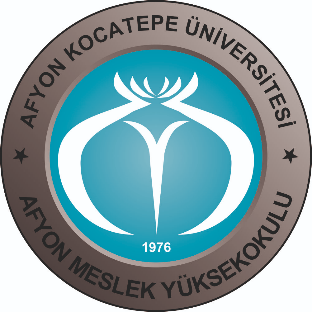 AFYON KOCATEPE ÜNİVERSİTESİ
1976
AFYON MESLEK YÜKSEKOKULU